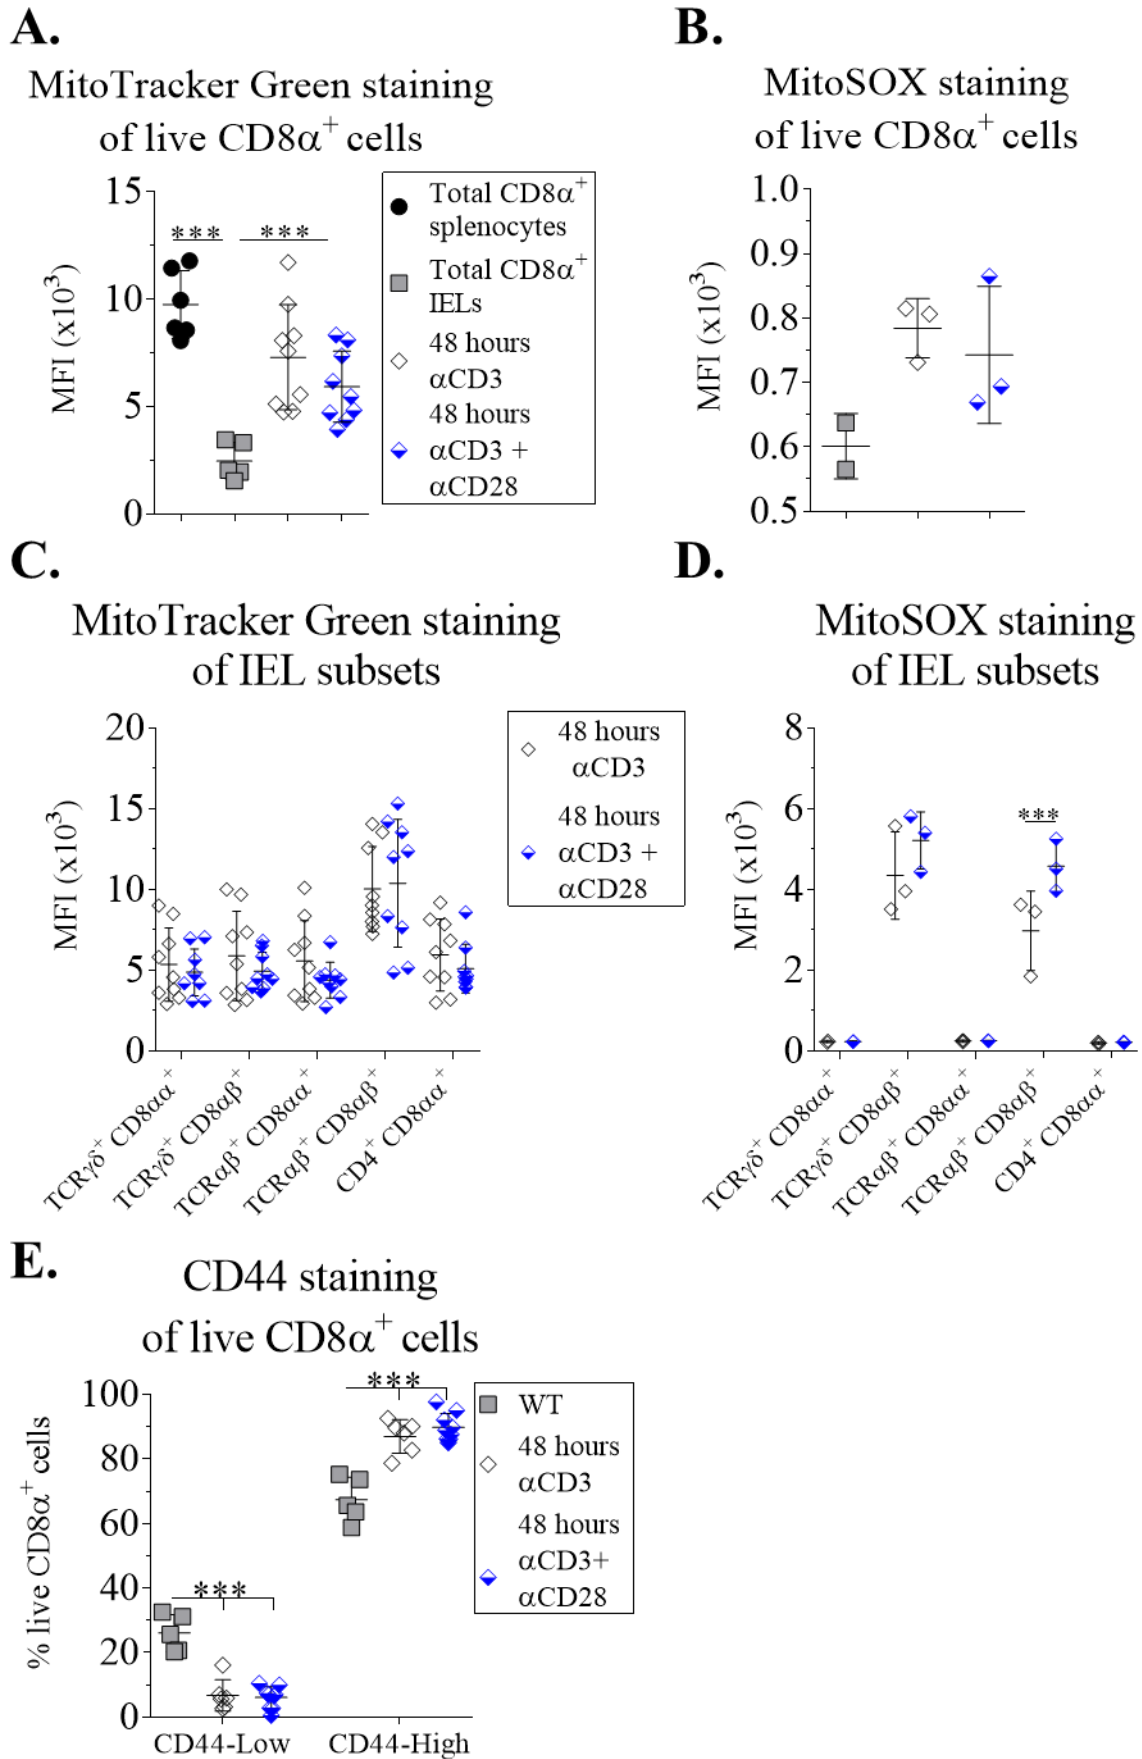 A.
MitoTracker Green staining
of live CD8α⁺ cells
15
10
5
0
MFI (x10³)
***
***
Total CD8α⁺
splenocytes
Total CD8α⁺
IELs
48 hours
αCD3
48 hours
αCD3 +
αCD28
B.
MitoSOX staining
of live CD8α⁺ cells
1.0
0.9
0.8
0.7
0.6
0.5
MFI (x10³)
C.
MitoTracker Green staining
of IEL subsets
20
15
10
5
0
MFI (x10³)
TCRγδ⁺ CD8αα⁺
TCRγδ⁺ CD8αβ⁺
TCRαβ⁺ CD8αα⁺
TCRαβ⁺ CD8αβ⁺
CD4⁺ CD8αα⁺
48 hours
αCD3
48 hours
αCD3 +
αCD28
D.
MitoSOX staining
of IEL subsets
8
6
4
2
0
MFI (x10³)
***
TCRγδ⁺ CD8αα⁺
TCRγδ⁺ CD8αβ⁺
TCRαβ⁺ CD8αα⁺
TCRαβ⁺ CD8αβ⁺
CD4⁺ CD8αα⁺
E.
CD44 staining
of live CD8α⁺ cells
100
80
60
40
20
0
% live CD8α⁺ cells
***
***
CD44-Low
CD44-High
WT
48 hours
αCD3
48 hours
αCD3+
αCD28